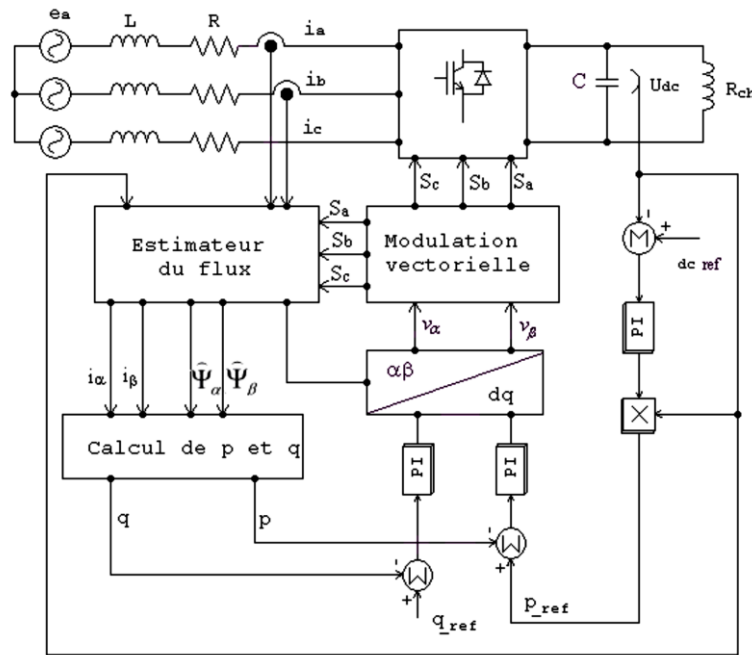 ea
L
R
ia
ib
ic
C
Udc
Rch
Sc
Sb
Sa
Estimateur
du flux
Sa
Sb
Sc
Modulation
vectorielle
dc ref
PI
vα
vβ
αβ
dq
iα
iβ
Ψ̂α
Ψ̂β
Calcul de p et q
PI
PI
q
p
q_ref
p_ref